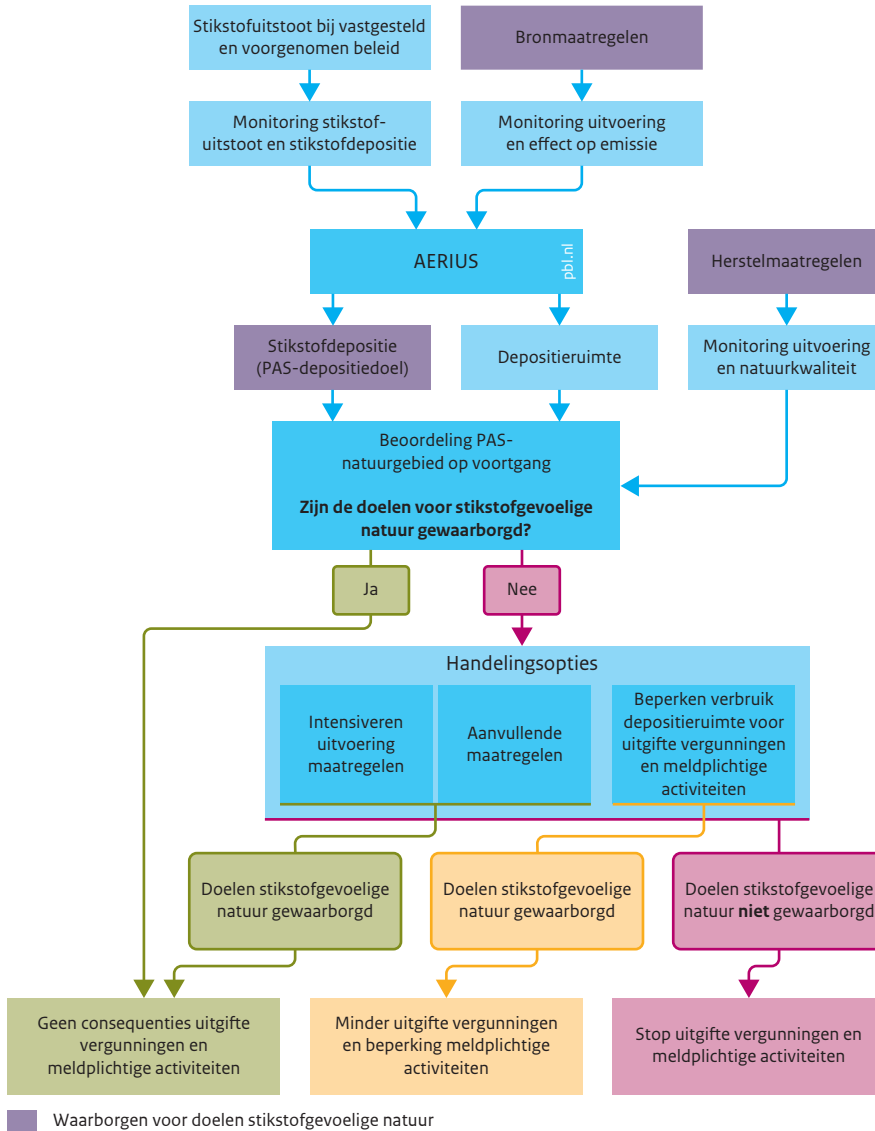 Stikstofuitstoot bij vastgesteld
en voorgenomen beleid
Bronmaatregelen
Monitoring stikstof-
uitstoot en stikstofdepositie
Monitoring uitvoering
en effect op emissie
AERIUS
pbl.nl
Herstelmaatregelen
Stikstofdepositie
(PAS-depositiedoel)
Depositieruimte
Monitoring uitvoering
en natuurkwaliteit
Beoordeling PAS-
natuurgebied op voortgang
Zijn de doelen voor stikstofgevoelige
natuur gewaarborgd?
Ja
Nee
Handelingsopties
Intensiveren
uitvoering
maatregelen
Aanvullende
maatregelen
Beperken verbruik
depositieruimte voor
uitgifte vergunningen
en meldplichtige
activiteiten
Doelen stikstofgevoelige
natuur gewaarborgd
Doelen stikstofgevoelige
natuur gewaarborgd
Doelen stikstofgevoelige
natuur niet gewaarborgd
Geen consequenties uitgifte
vergunningen en
meldplichtige activiteiten
Minder uitgifte vergunningen
en beperking meldplichtige
activiteiten
Stop uitgifte vergunningen en
meldplichtige activiteiten
Waarborgen voor doelen stikstofgevoelige natuur